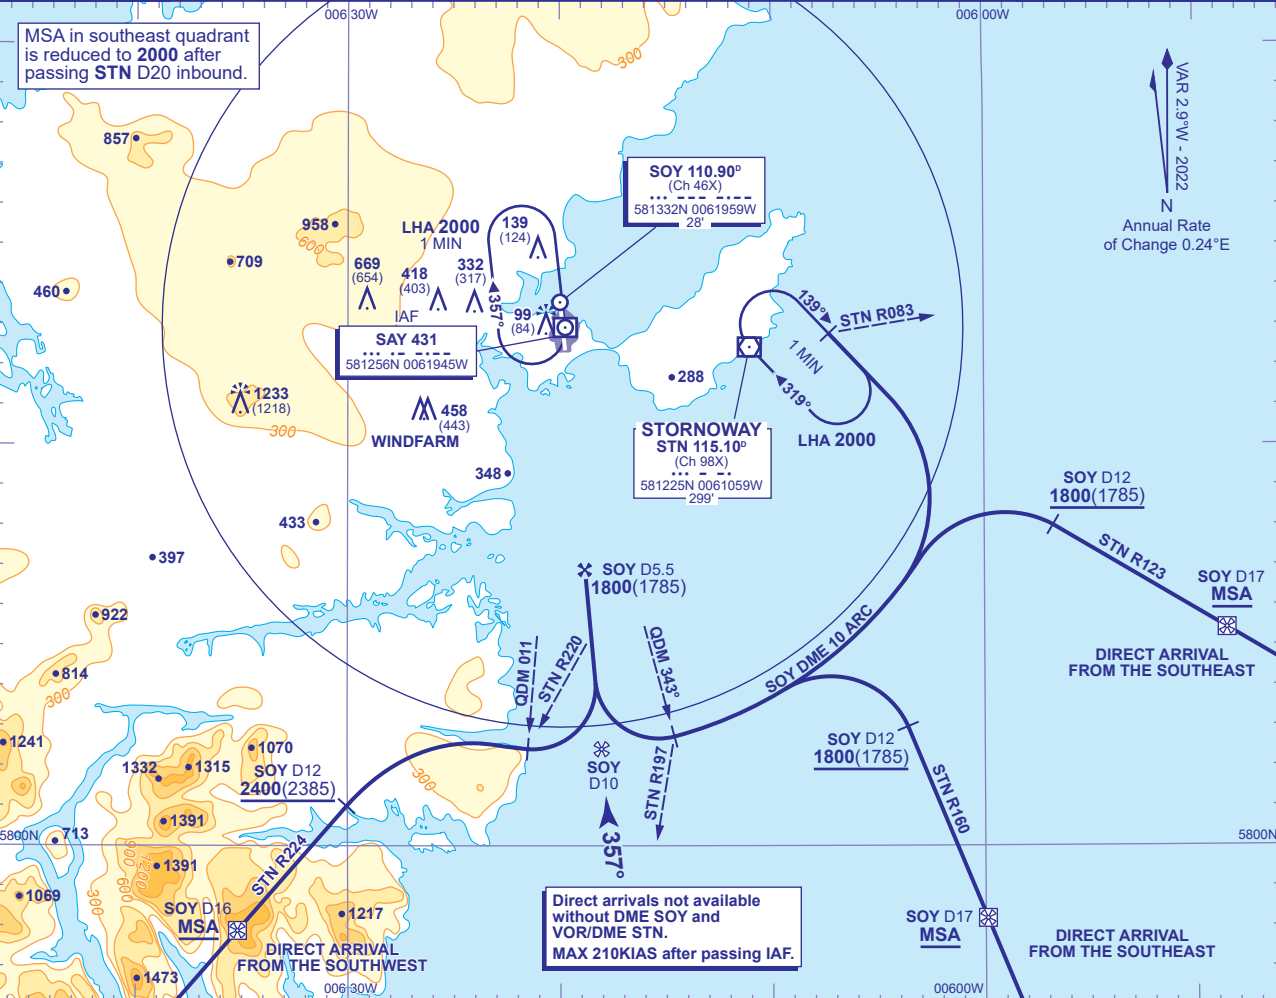 006 30W
006 00W
MSA in southeast quadrant
is reduced to 2000 after
passing STN D20 inbound.
300
VAR 2.9°W - 2022
N
Annual Rate
of Change 0.24°E
857
SOY 110.90D
(Ch 46X)
581332N 0061959W
28'
958
600
709
460
LHA 2000
1 MIN
139
(124)
669
(654)
418
(403)
332
(317)
357°
99
(84)
IAF
SAY 431
581256N 0061945W
139°
STN R083
1 MIN
319°
LHA 2000
288
1233
(1218)
300
458
(443)
WINDFARM
STORNOWAY
STN 115.10D
(Ch 98X)
581225N 0061059W
299'
348
433
397
SOY D12
1800(1785)
STN R123
SOY D17
MSA
DIRECT ARRIVAL
FROM THE SOUTHEAST
SOY D5.5
1800(1785)
922
814
300
1241
QDM 011
STN R220
QDM 343°
SOY DME 10 ARC
SOY
D10
STN R197
357°
SOY D12
1800(1785)
STN R160
1070
1332
1315
SOY D12
2400(2385)
300
1391
5800N
713
5800N
900
1200
600
300
1391
STN R224
1069
SOY D16
MSA
1217
DIRECT ARRIVAL
FROM THE SOUTHWEST
1473
Direct arrivals not available
without DME SOY and
VOR/DME STN.
MAX 210KIAS after passing IAF.
SOY D17
MSA
DIRECT ARRIVAL
FROM THE SOUTHEAST
006 30W
006 00W